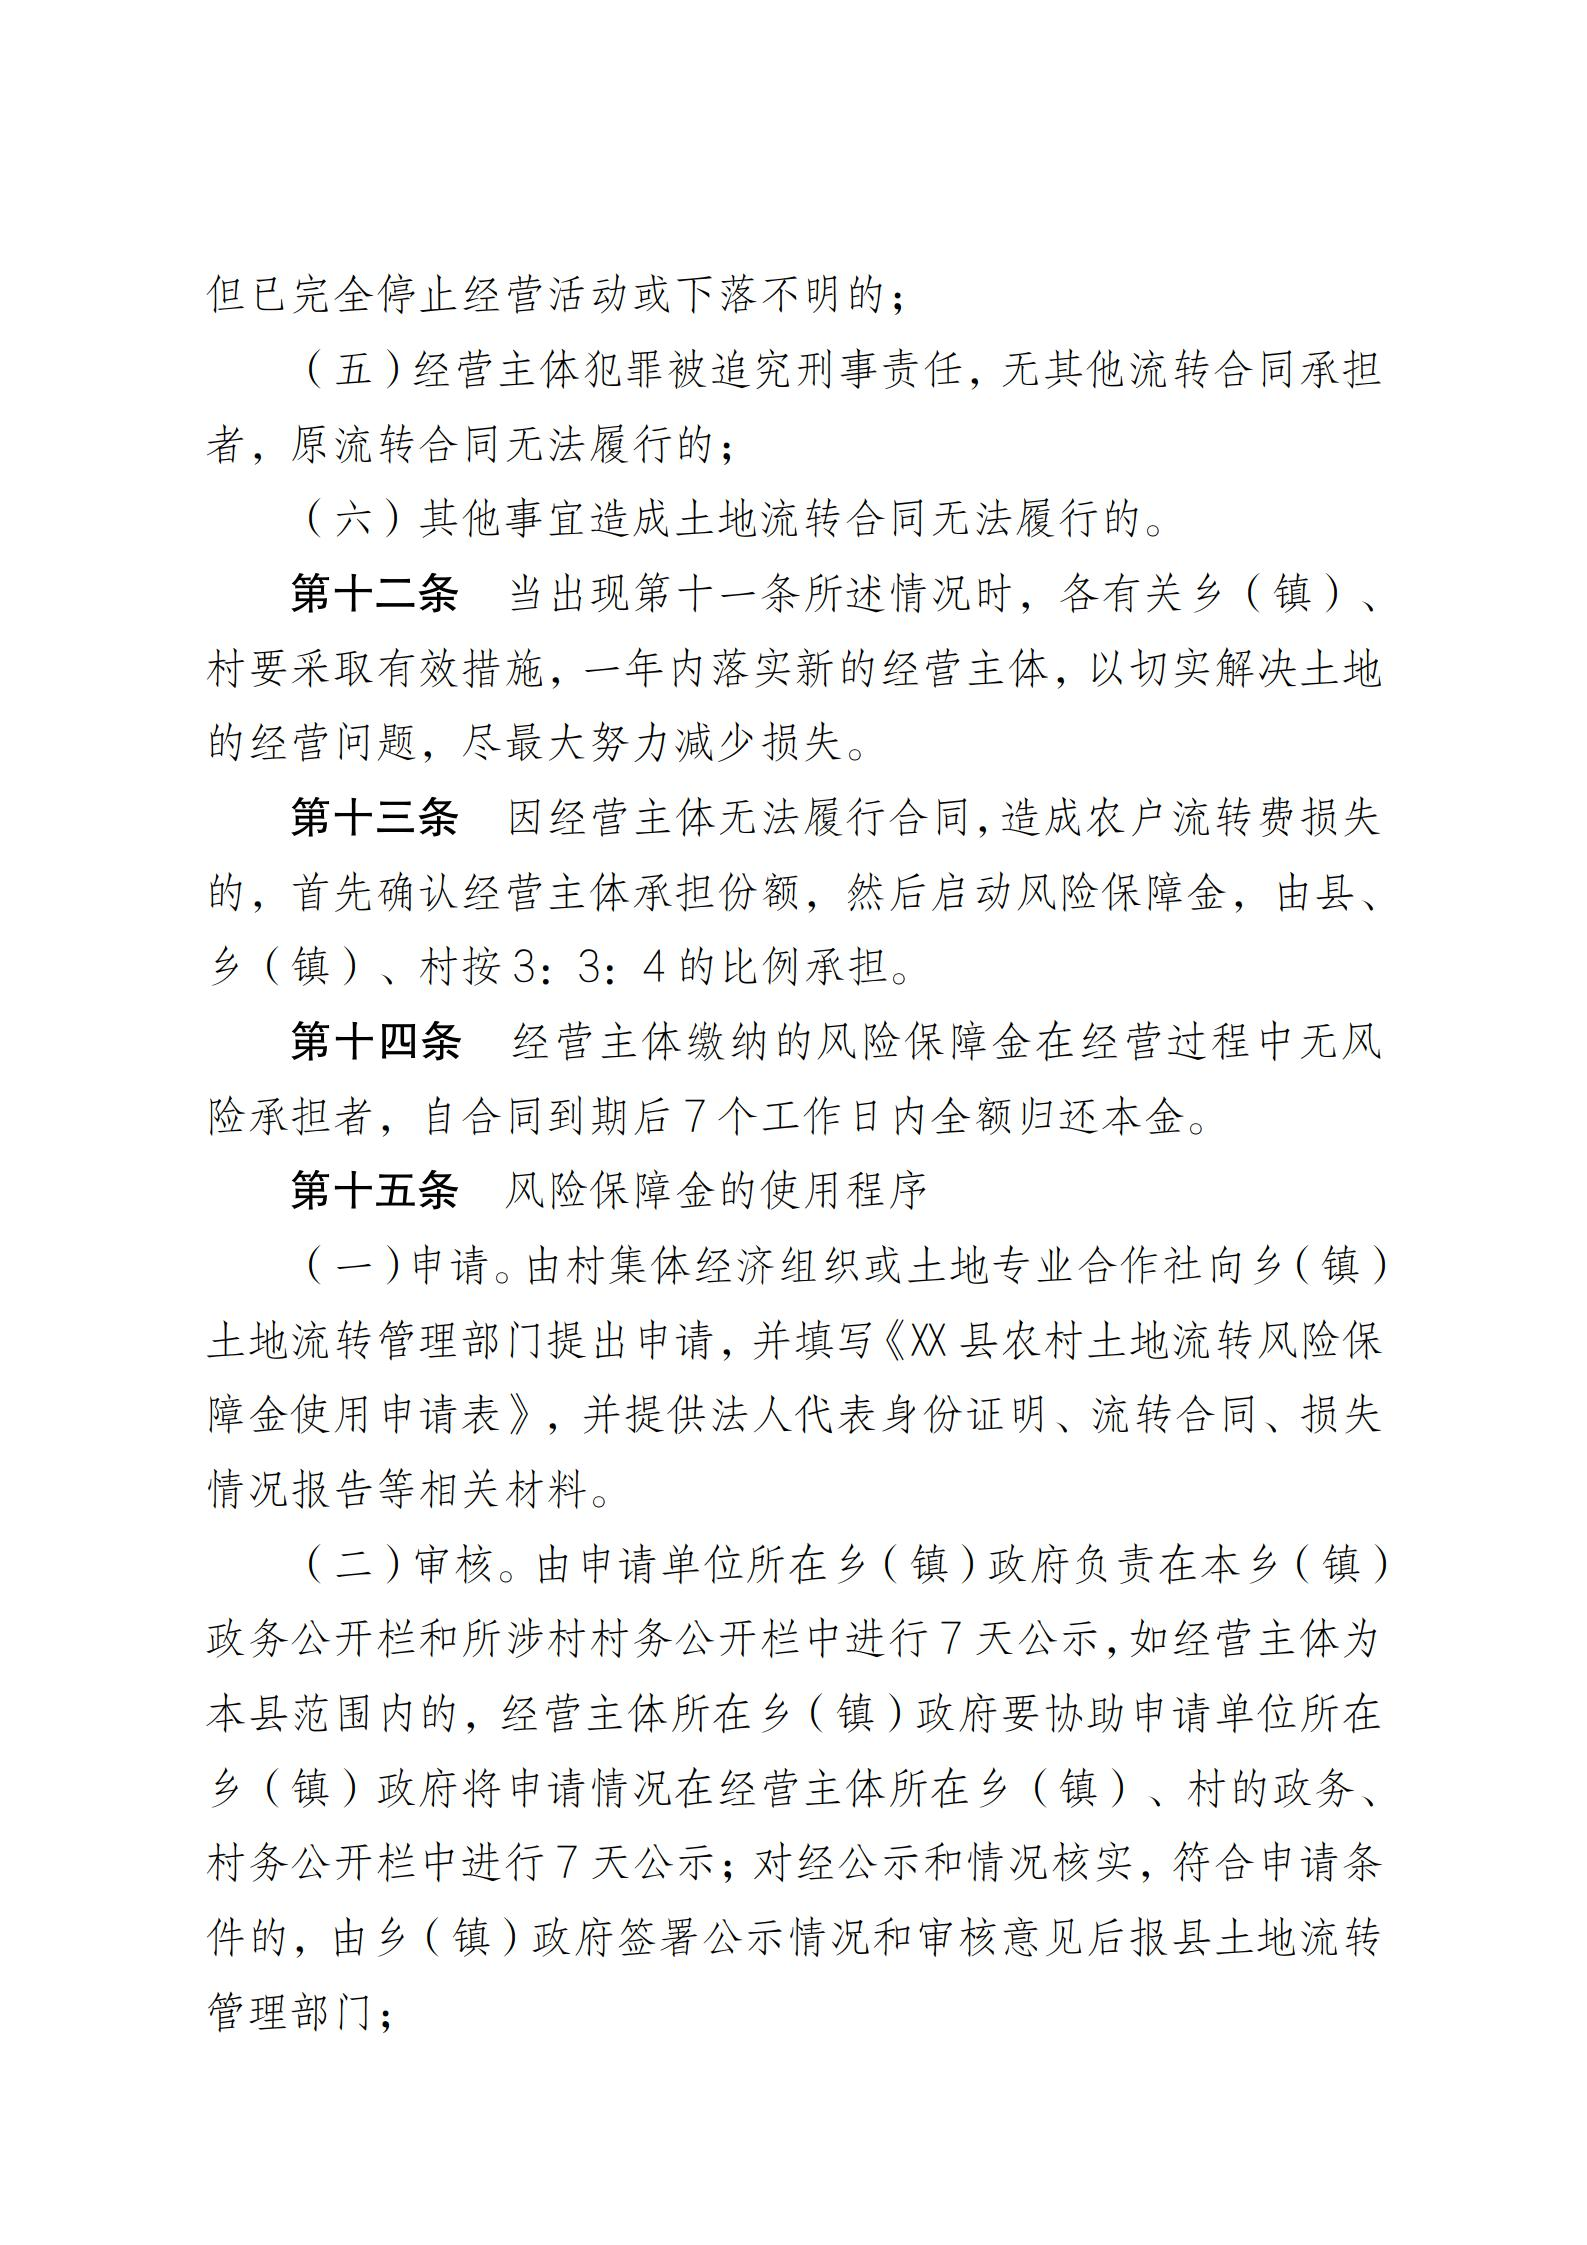 但已完全停止经营活动或下落不明的；
（五）经营主体犯罪被追究刑事责任，无其他流转合同承担
者，原流转合同无法履行的；
（六）其他事宜造成土地流转合同无法履行的。
第十二条　当出现第十一条所述情况时，各有关乡（镇）、
村要采取有效措施，一年内落实新的经营主体，以切实解决土地
的经营问题，尽最大努力减少损失。
第十三条　因经营主体无法履行合同，造成农户流转费损失
的，首先确认经营主体承担份额，然后启动风险保障金，由县、
乡（镇）、村按 3：3：4 的比例承担。
第十四条　经营主体缴纳的风险保障金在经营过程中无风
险承担者，自合同到期后 7 个工作日内全额归还本金。
第十五条　风险保障金的使用程序
（一）申请。由村集体经济组织或土地专业合作社向乡（镇）
土地流转管理部门提出申请，并填写《XX 县农村土地流转风险保
障金使用申请表》，并提供法人代表身份证明、流转合同、损失
情况报告等相关材料。
（二）审核。由申请单位所在乡（镇）政府负责在本乡（镇）
政务公开栏和所涉村村务公开栏中进行 7 天公示，如经营主体为
本县范围内的，经营主体所在乡（镇）政府要协助申请单位所在
乡（镇）政府将申请情况在经营主体所在乡（镇）、村的政务、
村务公开栏中进行 7 天公示；对经公示和情况核实，符合申请条
件的，由乡（镇）政府签署公示情况和审核意见后报县土地流转
管理部门；